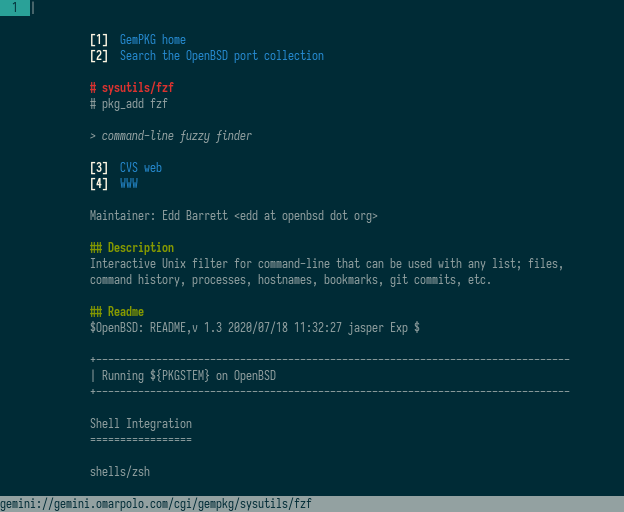 1
[1] GemPKG home
[2] Search the OpenBSD port collection
# sysutils/fzf
# pkg_add fzf
> command-line fuzzy finder
[3] CVS web
[4] WWW
Maintainer: Edd Barrett <edd at openbsd dot org>
## Description
Interactive Unix filter for command-line that can be used with any list; files,
command history, processes, hostnames, bookmarks, git commits, etc.
## Readme
$OpenBSD: README,v 1.3 2020/07/18 11:32:27 jasper Exp $
+-------------------------------------------------------------------------------
| Running ${PKGSTEM} on OpenBSD
+-------------------------------------------------------------------------------
Shell Integration
=================
shells/zsh
gemini://gemini.omarpolo.com/cgi/gempkg/sysutils/fzf